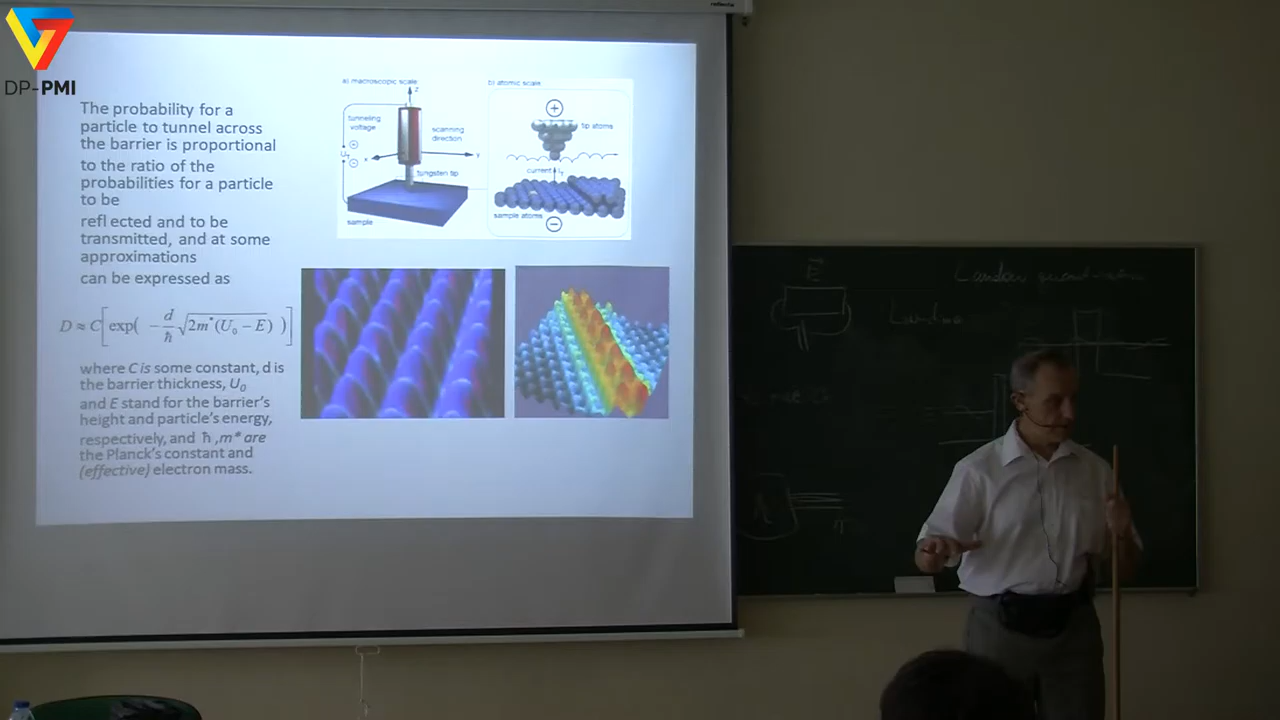 reflecta
DP-PMI
The probability for a
particle to tunnel across
the barrier is proportional
to the ratio of the
probabilities for a particle
to be
reflected and to be
transmitted, and at some
approximations
can be expressed as
D ≈ C[exp( − d/ħ √2m*(U₀ − E) )]
where C is some constant, d is
the barrier thickness, U₀
and E stand for the barrier's
height and particle's energy,
respectively, and ħ ,m* are
the Planck's constant and
(effective) electron mass.
a) macroscopic scale
z
tunneling
voltage
scanning
direction
U
x
y
tungsten tip
sample
b) atomic scale
+
tip atoms
current I
sample atoms
−
Landau